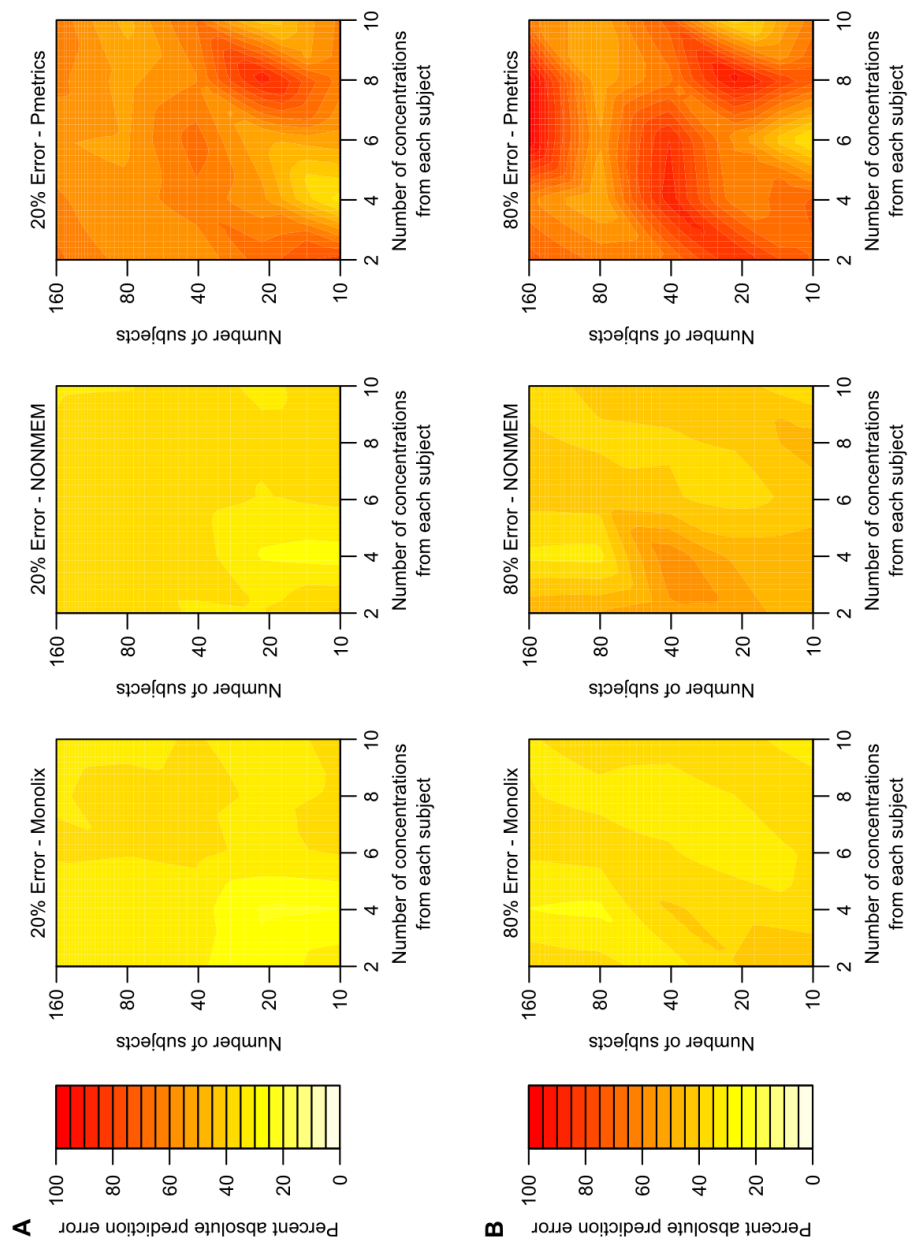 A
Percent absolute prediction error
100
80
60
40
20
0
20% Error - Monolix
Number of subjects
160
80
40
20
10
2 4 6 8 10
Number of concentrations
from each subject
20% Error - NONMEM
Number of subjects
160
80
40
20
10
2 4 6 8 10
Number of concentrations
from each subject
20% Error - Pmetrics
Number of subjects
160
80
40
20
10
2 4 6 8 10
Number of concentrations
from each subject
B
Percent absolute prediction error
100
80
60
40
20
0
80% Error - Monolix
Number of subjects
160
80
40
20
10
2 4 6 8 10
Number of concentrations
from each subject
80% Error - NONMEM
Number of subjects
160
80
40
20
10
2 4 6 8 10
Number of concentrations
from each subject
80% Error - Pmetrics
Number of subjects
160
80
40
20
10
2 4 6 8 10
Number of concentrations
from each subject